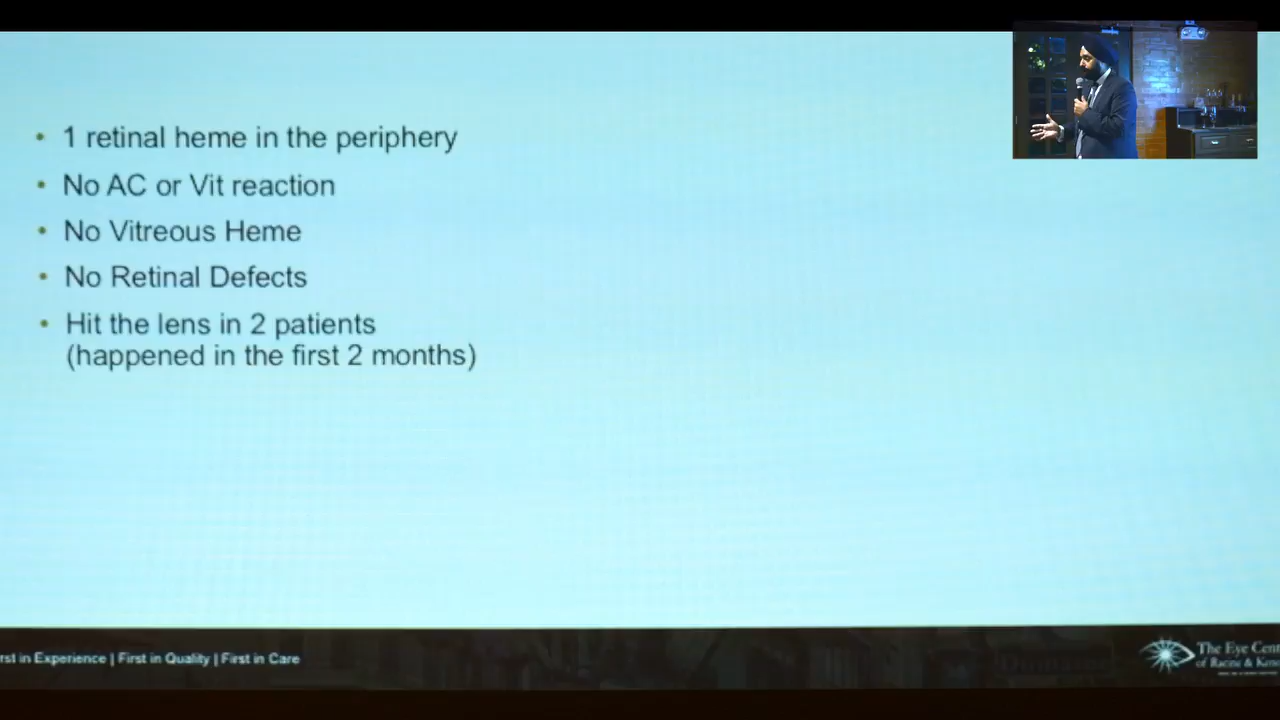 • 1 retinal heme in the periphery
• No AC or Vit reaction
• No Vitreous Heme
• No Retinal Defects
• Hit the lens in 2 patients
(happened in the first 2 months)
rst in Experience | First in Quality | First in Care
The Eye Cent
of Racine & Keno